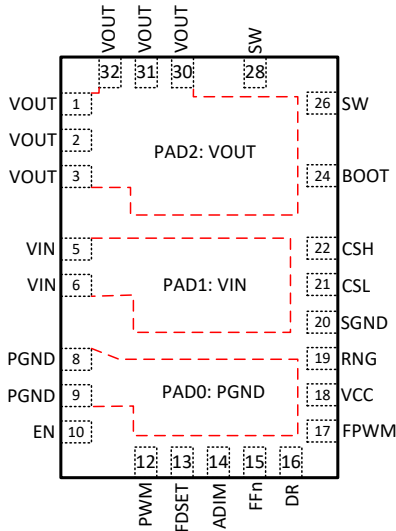 VOUT
VOUT
VOUT
SW
32
31
30
28
VOUT 1
VOUT 2
VOUT 3
VIN 5
VIN 6
PGND 8
PGND 9
EN 10
PAD2: VOUT
PAD1: VIN
PAD0: PGND
26 SW
24 BOOT
22 CSH
21 CSL
20 SGND
19 RNG
18 VCC
17 FPWM
12
13
14
15
16
PWM
FDSET
ADIM
FFn
DR